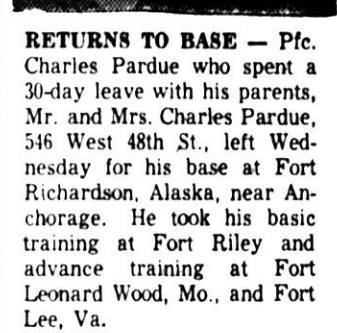 RETURNS TO BASE — Pfc.
Charles Pardue who spent a
30-day leave with his parents,
Mr. and Mrs. Charles Pardue,
546 West 48th St., left Wed-
nesday for his base at Fort
Richardson, Alaska, near An-
chorage. He took his basic
training at Fort Riley and
advance training at Fort
Leonard Wood, Mo., and Fort
Lee, Va.